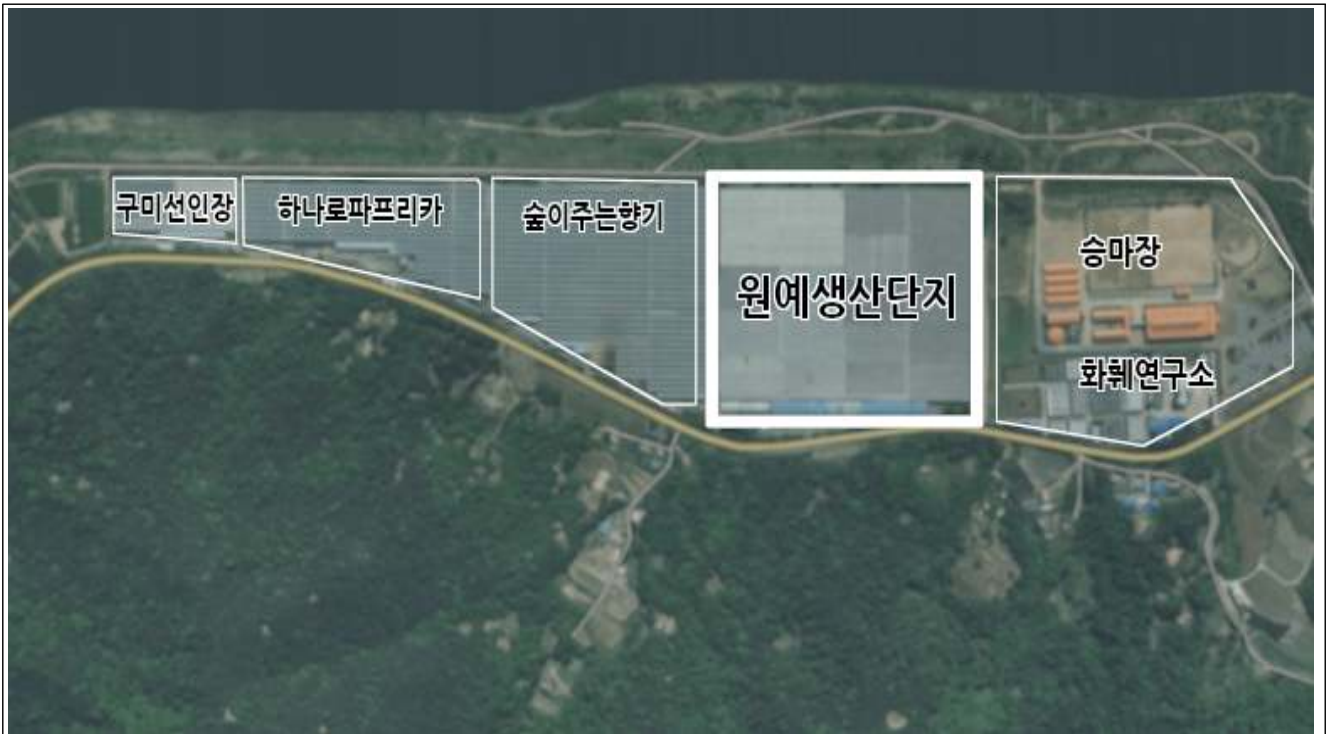 구미선인장
하나로파프리카
숲이주는향기
원예생산단지
승마장
화훼연구소